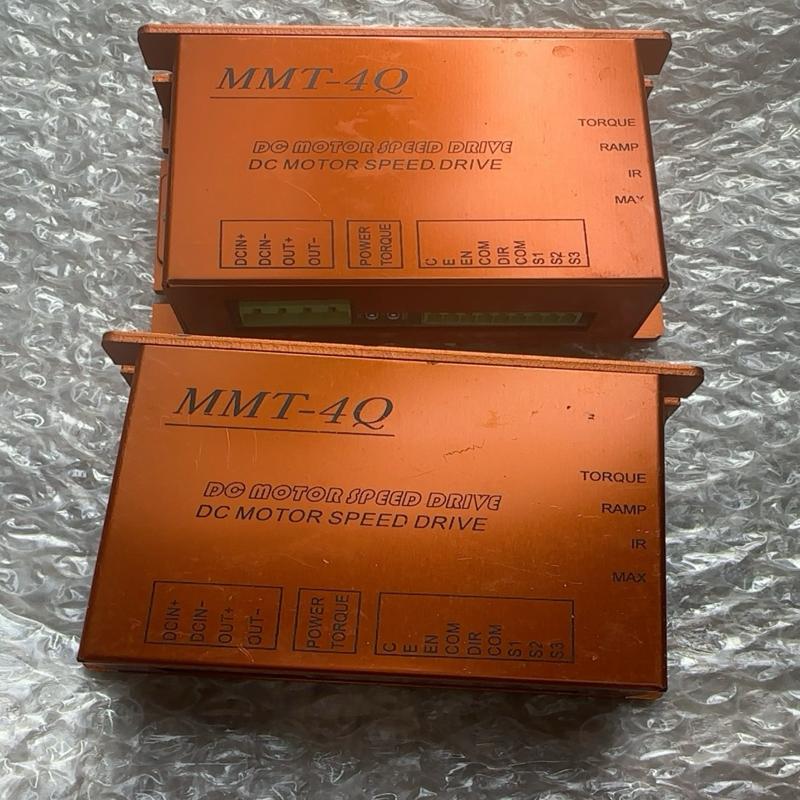 MMT-4Q
DC MOTOR SPEED DRIVE
DC MOTOR SPEED.DRIVE
TORQUE
RAMP
IR
MAX
DCIN+
DCIN-
OUT+
OUT-
POWER
TORQUE
C
E
EN
COM
DIR
COM
S1
S2
S3
MMT-4Q
DC MOTOR SPEED DRIVE
DC MOTOR SPEED DRIVE
TORQUE
RAMP
IR
MAX
DCIN+
DCIN-
OUT+
OUT-
POWER
TORQUE
C
E
EN
COM
DIR
COM
S1
S2
S3